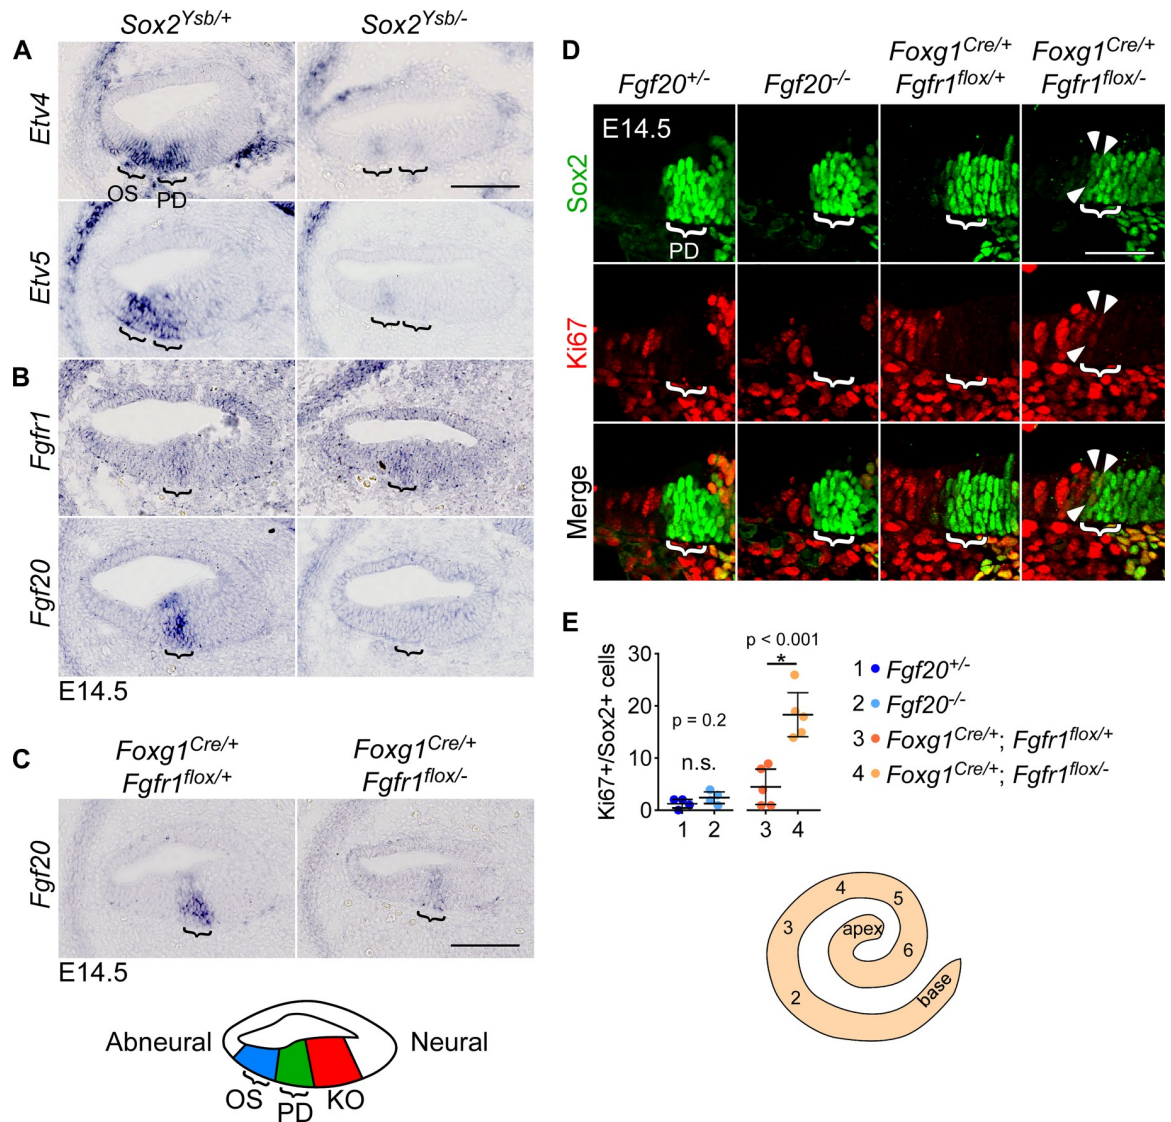 A
Sox2Ysb/+
Sox2Ysb/-
Etv4
OS
PD
Etv5
B
Fgfr1
Fgf20
E14.5
C
Foxg1Cre/+
Fgfr1flox/+
Foxg1Cre/+
Fgfr1flox/-
Fgf20
E14.5
Abneural
Neural
OS
PD
KO
D
Fgf20+/-
Fgf20-/-
Foxg1Cre/+
Fgfr1flox/+
Foxg1Cre/+
Fgfr1flox/-
E14.5
Sox2
PD
Ki67
Merge
E
Ki67+/Sox2+ cells
30
20
10
0
p = 0.2
n.s.
p < 0.001
*
1
2
3
4
1 Fgf20+/-
2 Fgf20-/-
3 Foxg1Cre/+; Fgfr1flox/+
4 Foxg1Cre/+; Fgfr1flox/-
4
5
3
apex
6
2
base